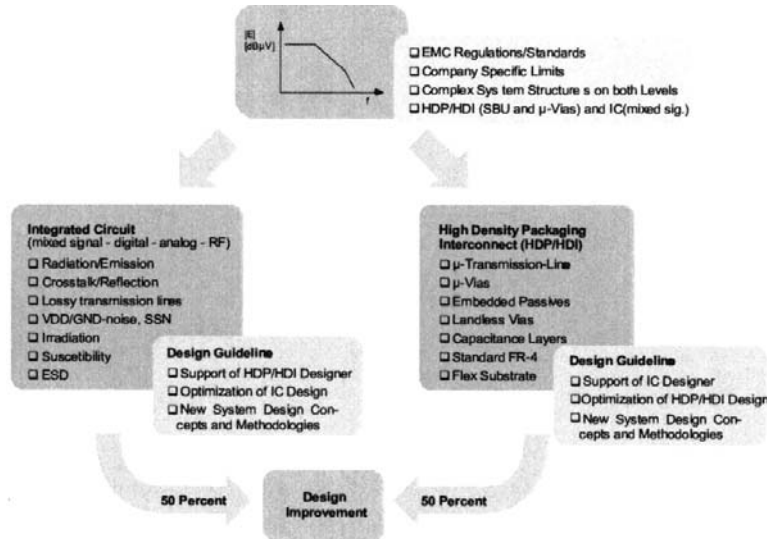 |E|
[dBµV]
f
❑ EMC Regulations/Standards
❑ Company Specific Limits
❑ Complex Sys tem Structure s on both Levels
❑ HDP/HDI (SBU and µ-Vias) and IC(mixed sig.)
Integrated Circuit
(mixed signal - digital - analog - RF)
❑ Radiation/Emission
❑ Crosstalk/Reflection
❑ Lossy transmission lines
❑ VDD/GND-noise, SSN
❑ Irradiation
❑ Suscetibility
❑ ESD
Design Guideline
❑ Support of HDP/HDI Designer
❑ Optimization of IC Design
❑ New System Design Con-
cepts and Methodologies
High Density Packaging
Interconnect (HDP/HDI)
❑ µ-Transmission-Line
❑ µ-Vias
❑ Embedded Passives
❑ Landless Vias
❑ Capacitance Layers
❑ Standard FR-4
❑ Flex Substrate
Design Guideline
❑ Support of IC Designer
❑ Optimization of HDP/HDI Design
❑ New System Design Con-
cepts and Methodologies
50 Percent
Design
Improvement
50 Percent